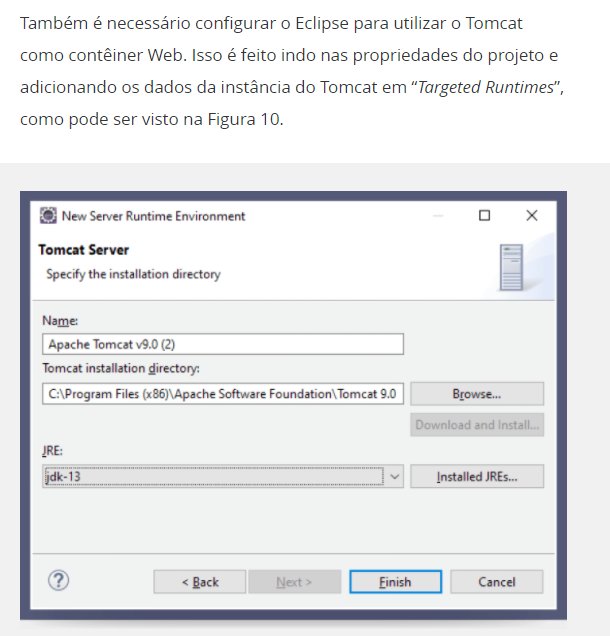 Também é necessário configurar o Eclipse para utilizar o Tomcat
como contêiner Web. Isso é feito indo nas propriedades do projeto e
adicionando os dados da instância do Tomcat em “Targeted Runtimes”,
como pode ser visto na Figura 10.
New Server Runtime Environment
Tomcat Server
Specify the installation directory
Name:
Apache Tomcat v9.0 (2)
Tomcat installation directory:
C:\Program Files (x86)\Apache Software Foundation\Tomcat 9.0 Browse...
Download and Install...
JRE:
jdk-13 Installed JREs...
? < Back Next > Finish Cancel